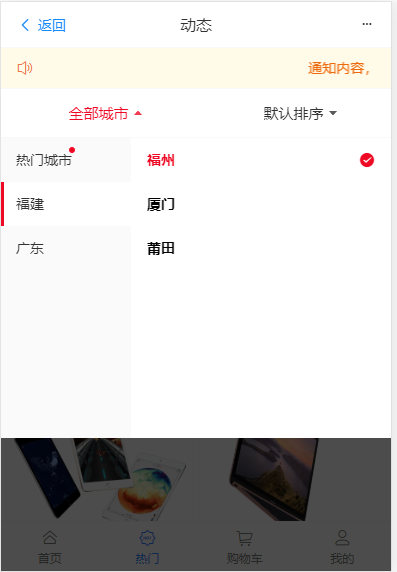 返回 动态
通知内容，
全部城市 默认排序
热门城市 福州
福建 厦门
广东 莆田
首页 热门 购物车 我的